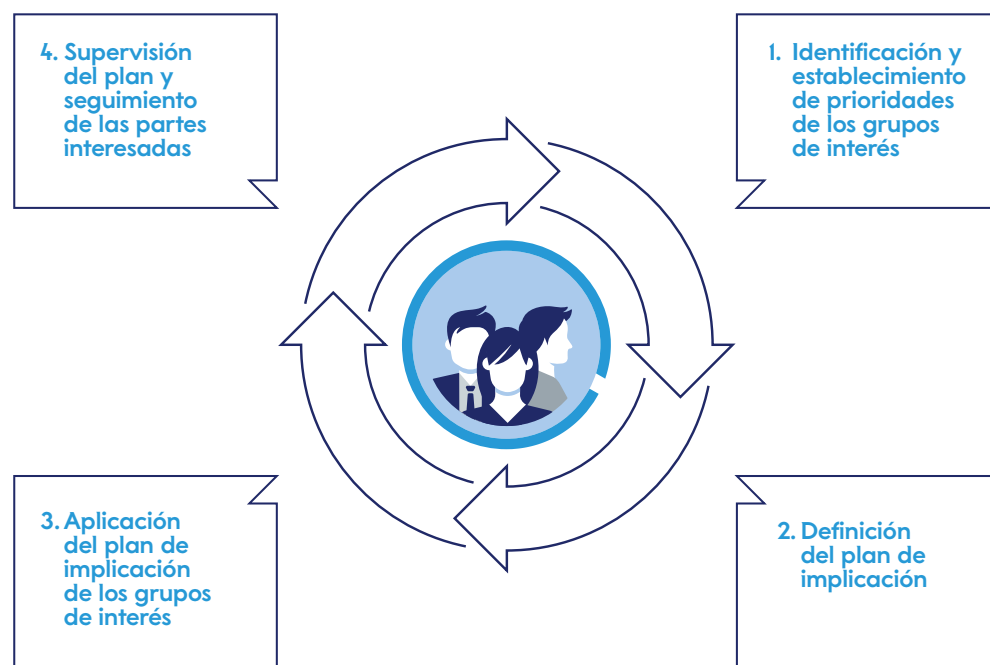 4. Supervisión
del plan y
seguimiento
de las partes
interesadas
1. Identificación y
establecimiento
de prioridades
de los grupos
de interés
3. Aplicación
del plan de
implicación
de los grupos
de interés
2. Definición
del plan de
implicación